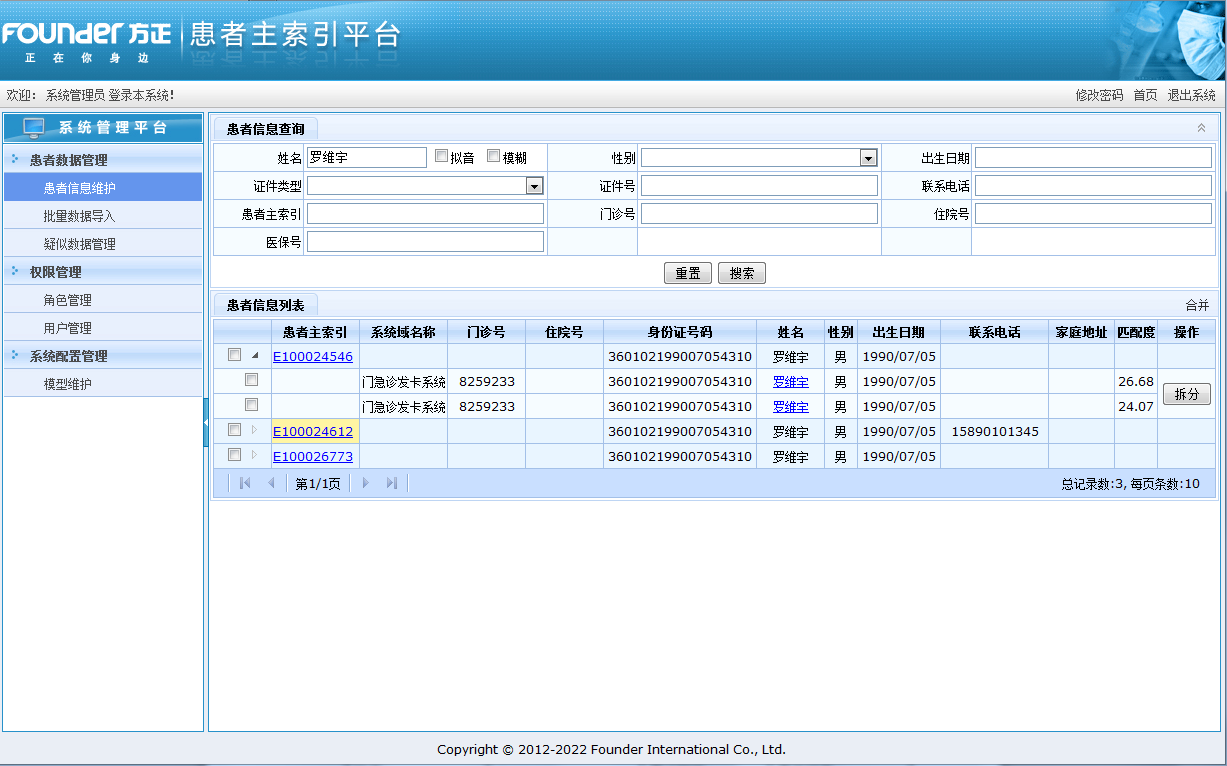 Founder 方正 患者主索引平台
正在你身边
欢迎: 系统管理员 登录本系统! 修改密码 首页 退出系统
系统管理平台
患者数据管理
患者信息维护
批量数据导入
疑似数据管理
权限管理
角色管理
用户管理
系统配置管理
模型维护
患者信息查询
姓名 罗维宇 拟音 模糊 性别 出生日期
证件类型 证件号 联系电话
患者主索引 门诊号 住院号
医保号
重置 搜索
患者信息列表 合并
患者主索引 系统域名称 门诊号 住院号 身份证号码 姓名 性别 出生日期 联系电话 家庭地址 匹配度 操作
E100024546 360102199007054310 罗维宇 男 1990/07/05
门急诊发卡系统 8259233 360102199007054310 罗维宇 男 1990/07/05 26.68
拆分
门急诊发卡系统 8259233 360102199007054310 罗维宇 男 1990/07/05 24.07
E100024612 360102199007054310 罗维宇 男 1990/07/05 15890101345
E100026773 360102199007054310 罗维宇 男 1990/07/05
第1/1页 总记录数:3, 每页条数:10
Copyright © 2012-2022 Founder International Co., Ltd.